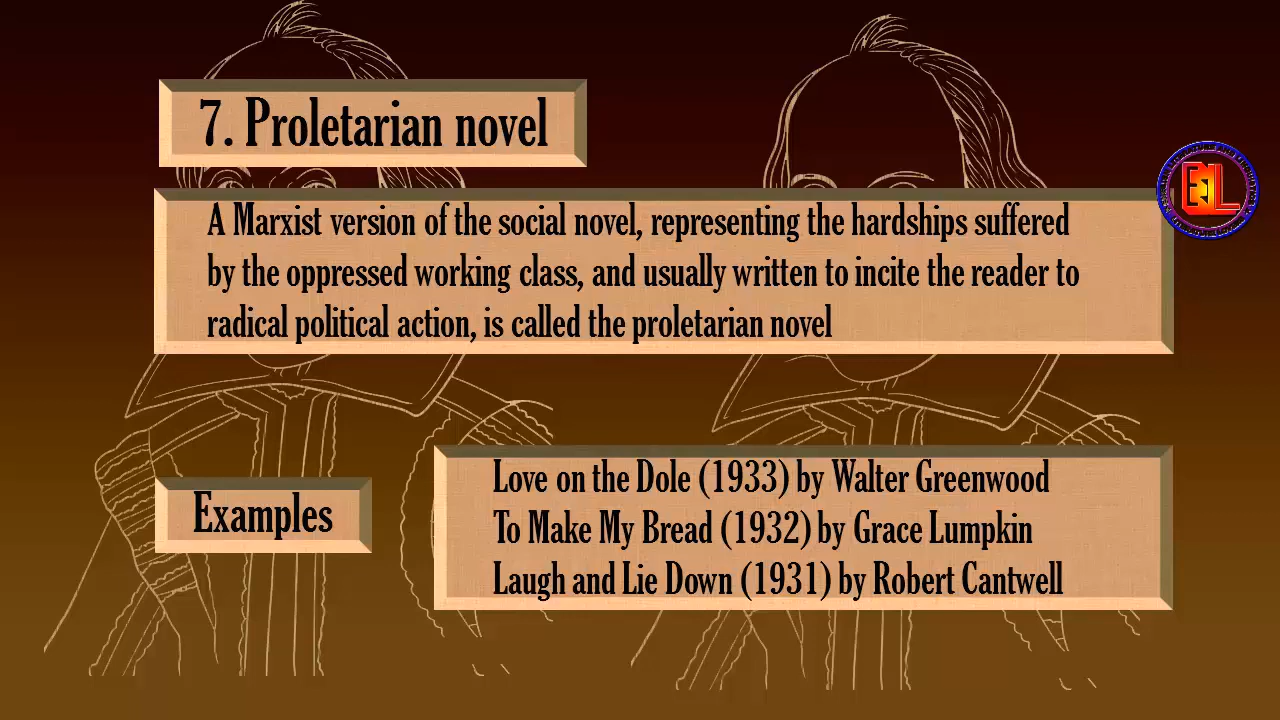 7. Proletarian novel
A Marxist version of the social novel, representing the hardships suffered
by the oppressed working class, and usually written to incite the reader to
radical political action, is called the proletarian novel
Examples
Love on the Dole (1933) by Walter Greenwood
To Make My Bread (1932) by Grace Lumpkin
Laugh and Lie Down (1931) by Robert Cantwell